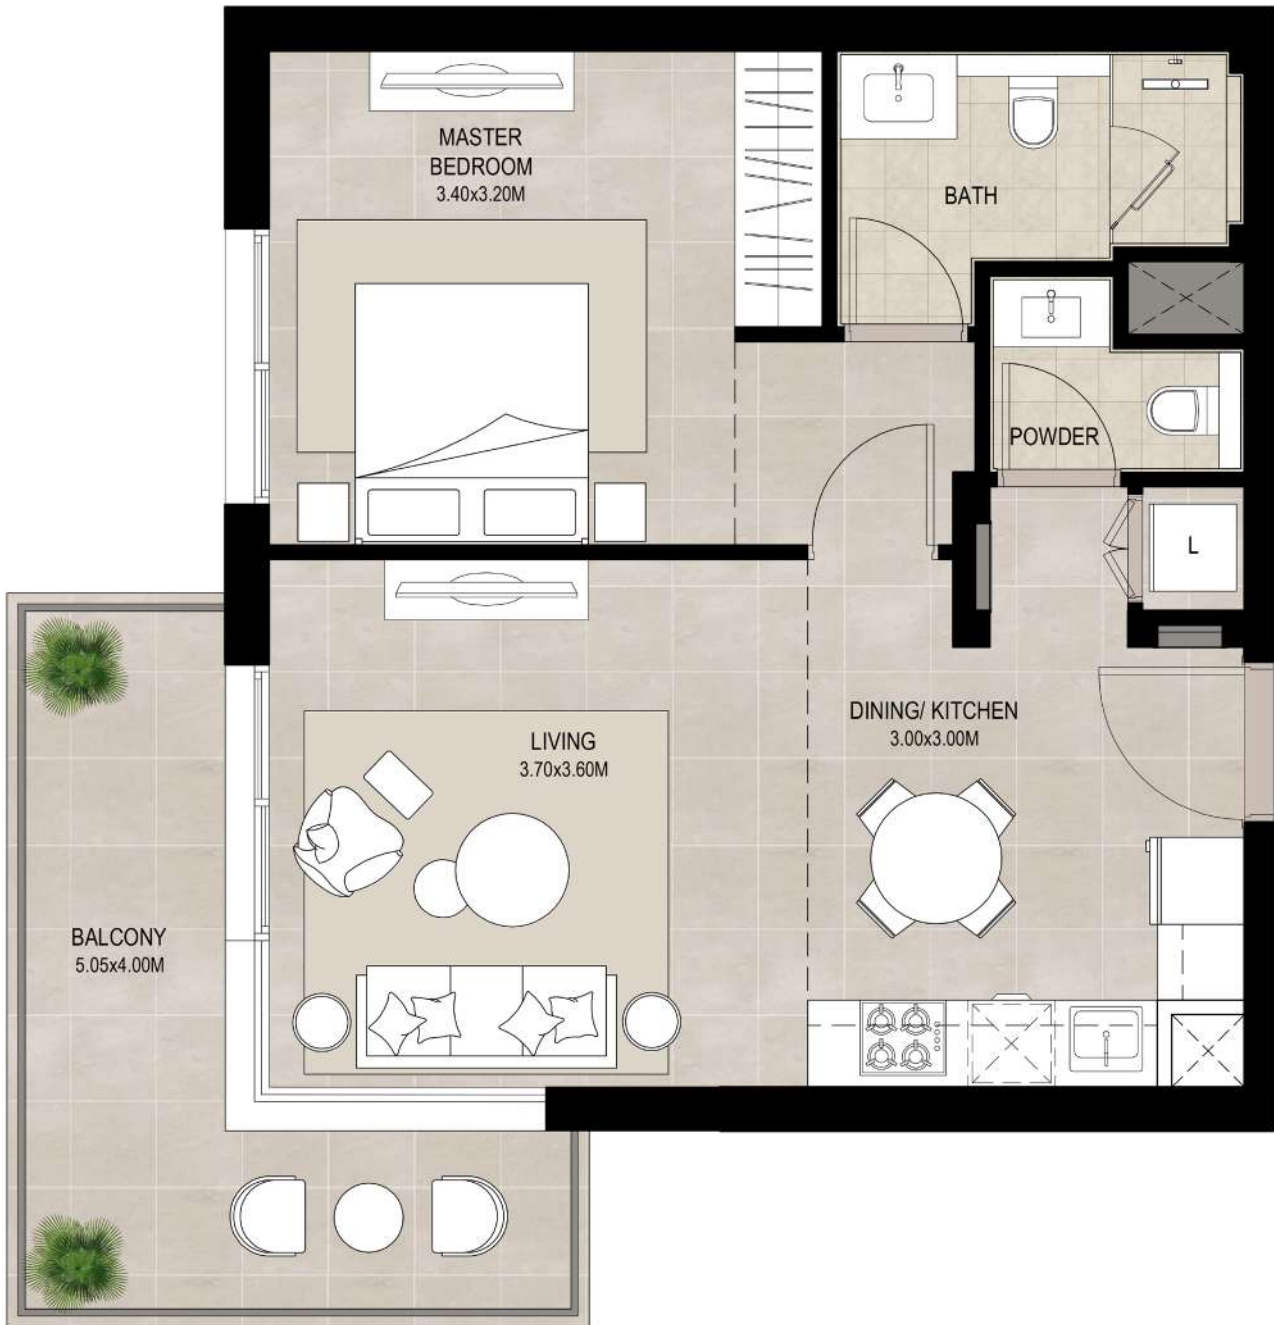 MASTER
BEDROOM
3.40x3.20M
BATH
POWDER
L
DINING/ KITCHEN
3.00x3.00M
LIVING
3.70x3.60M
BALCONY
5.05x4.00M